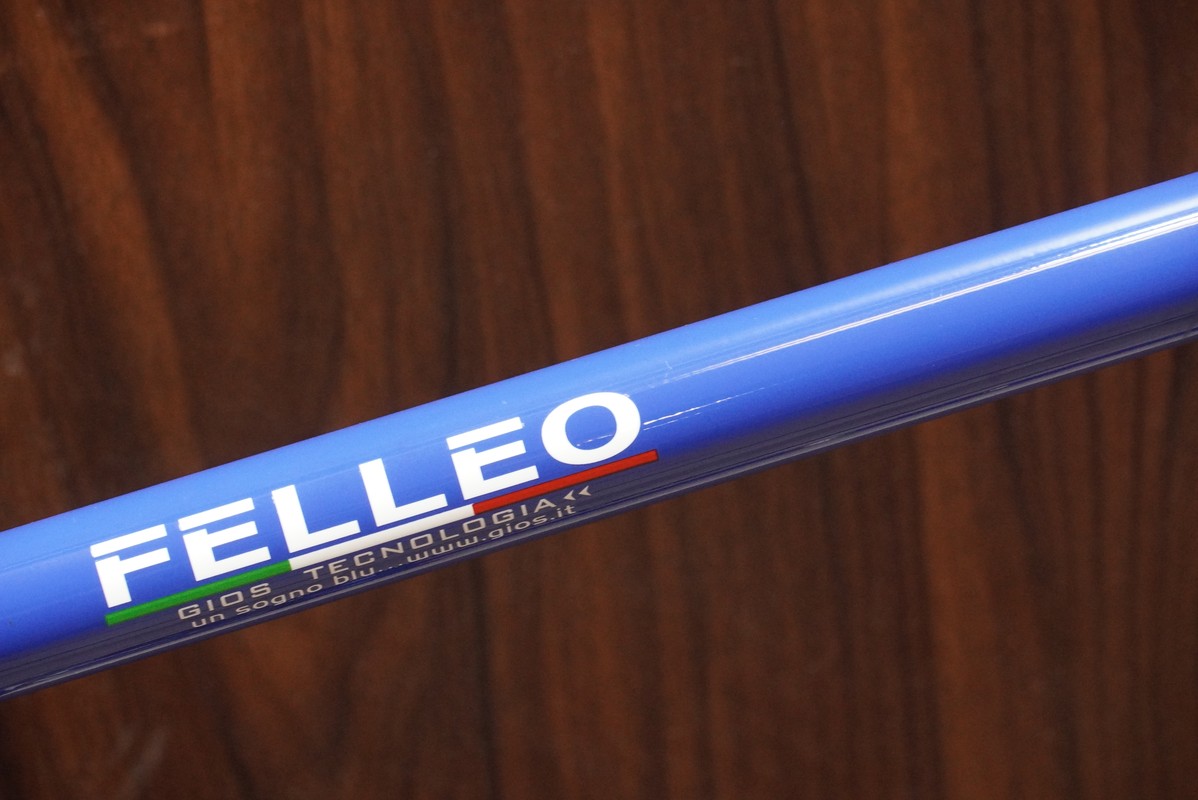 FELLEO
GIOS TECNOLOGIA
un sogno blu...www.gios.it